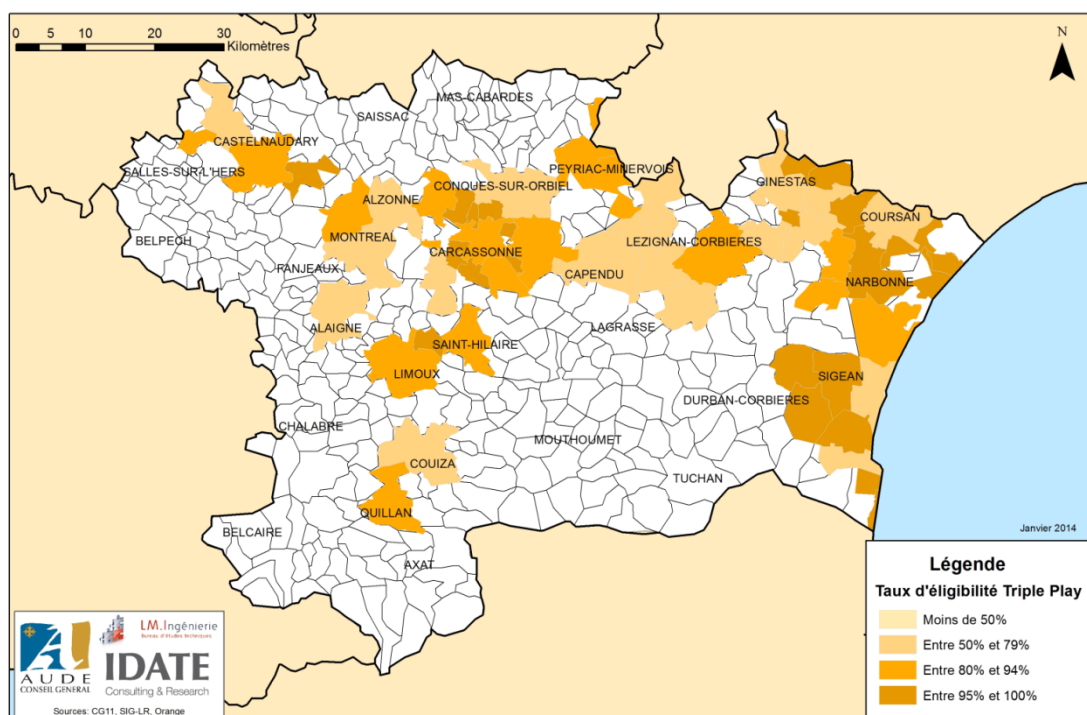 0 5 10 20 30
Kilomètres
N
MAS-CABARDES
SAISSAC
CASTELNAUDARY
PEYRIAC-MINERVOIS
SALLES-SUR-L'HERS
CONQUES-SUR-ORBIEL
GINESTAS
ALZONNE
COURSAN
MONTREAL
LEZIGNAN-CORBIERES
BELPECH
CARCASSONNE
FANJEAUX
CAPENDU
NARBONNE
ALAIGNE
LAGRASSE
SAINT-HILAIRE
LIMOUX
SIGEAN
DURBAN-CORBIERES
CHALABRE
MOUTHOUMET
COUIZA
TUCHAN
QUILLAN
BELCAIRE
AXAT
Janvier 2014
Légende
Taux d'éligibilité Triple Play
Moins de 50%
Entre 50% et 79%
Entre 80% et 94%
Entre 95% et 100%
AUDE
CONSEIL GENERAL
LM.Ingénierie
Bureau d'études techniques
IDATE
Consulting & Research
Sources: CG11, SIG-LR, Orange